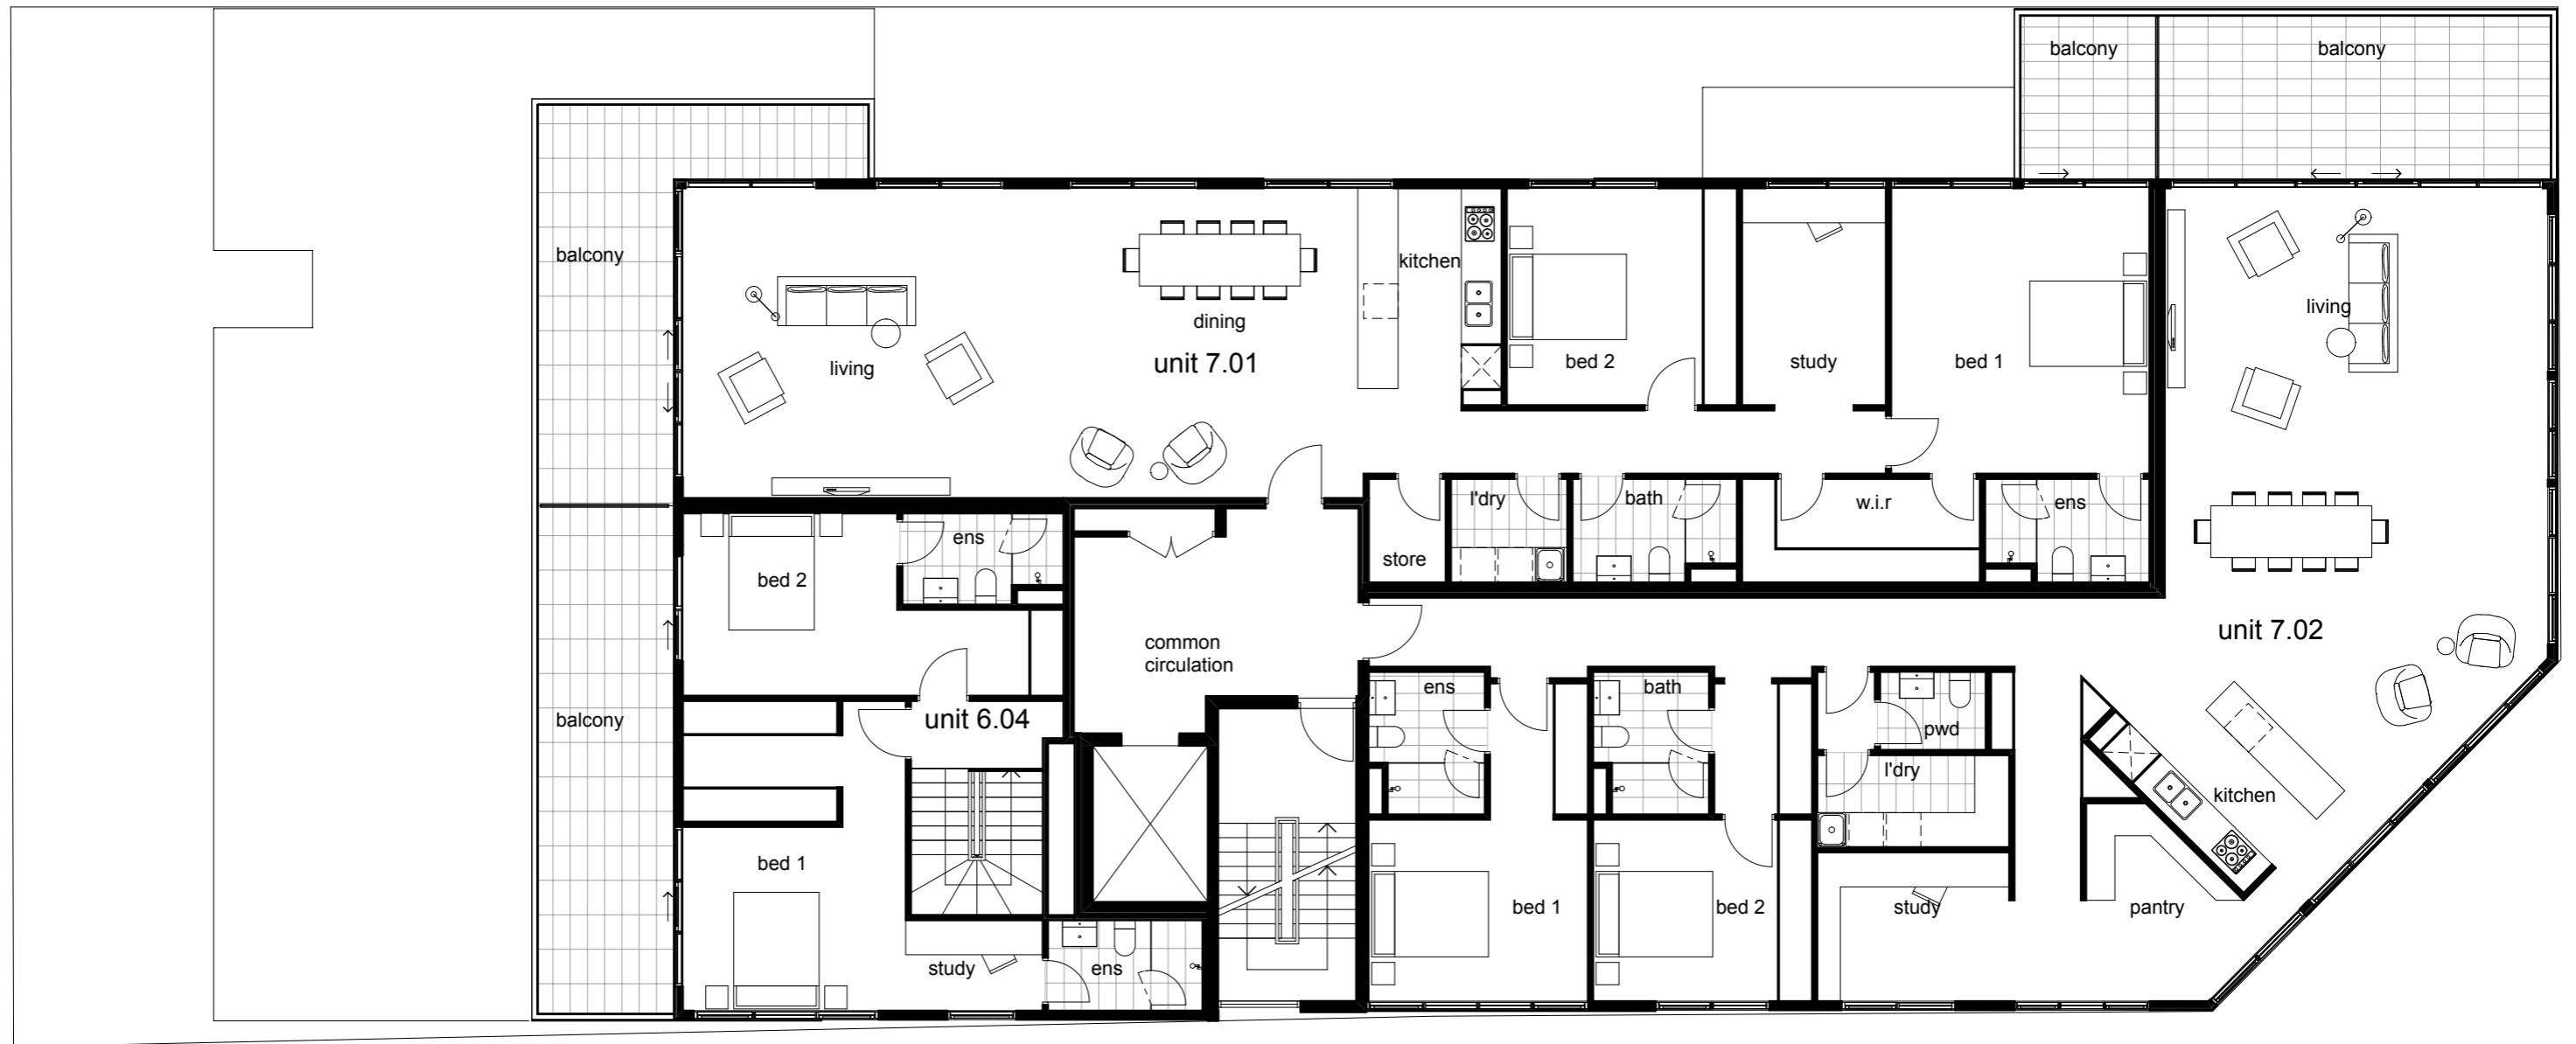 balcony
balcony
balcony
kitchen
living
dining
unit 7.01
living
bed 2
study
bed 1
l'dry
bath
w.i.r
ens
ens
store
bed 2
common
circulation
unit 7.02
ens
bath
balcony
unit 6.04
pwd
l'dry
kitchen
bed 1
bed 1
bed 2
study
pantry
study
ens